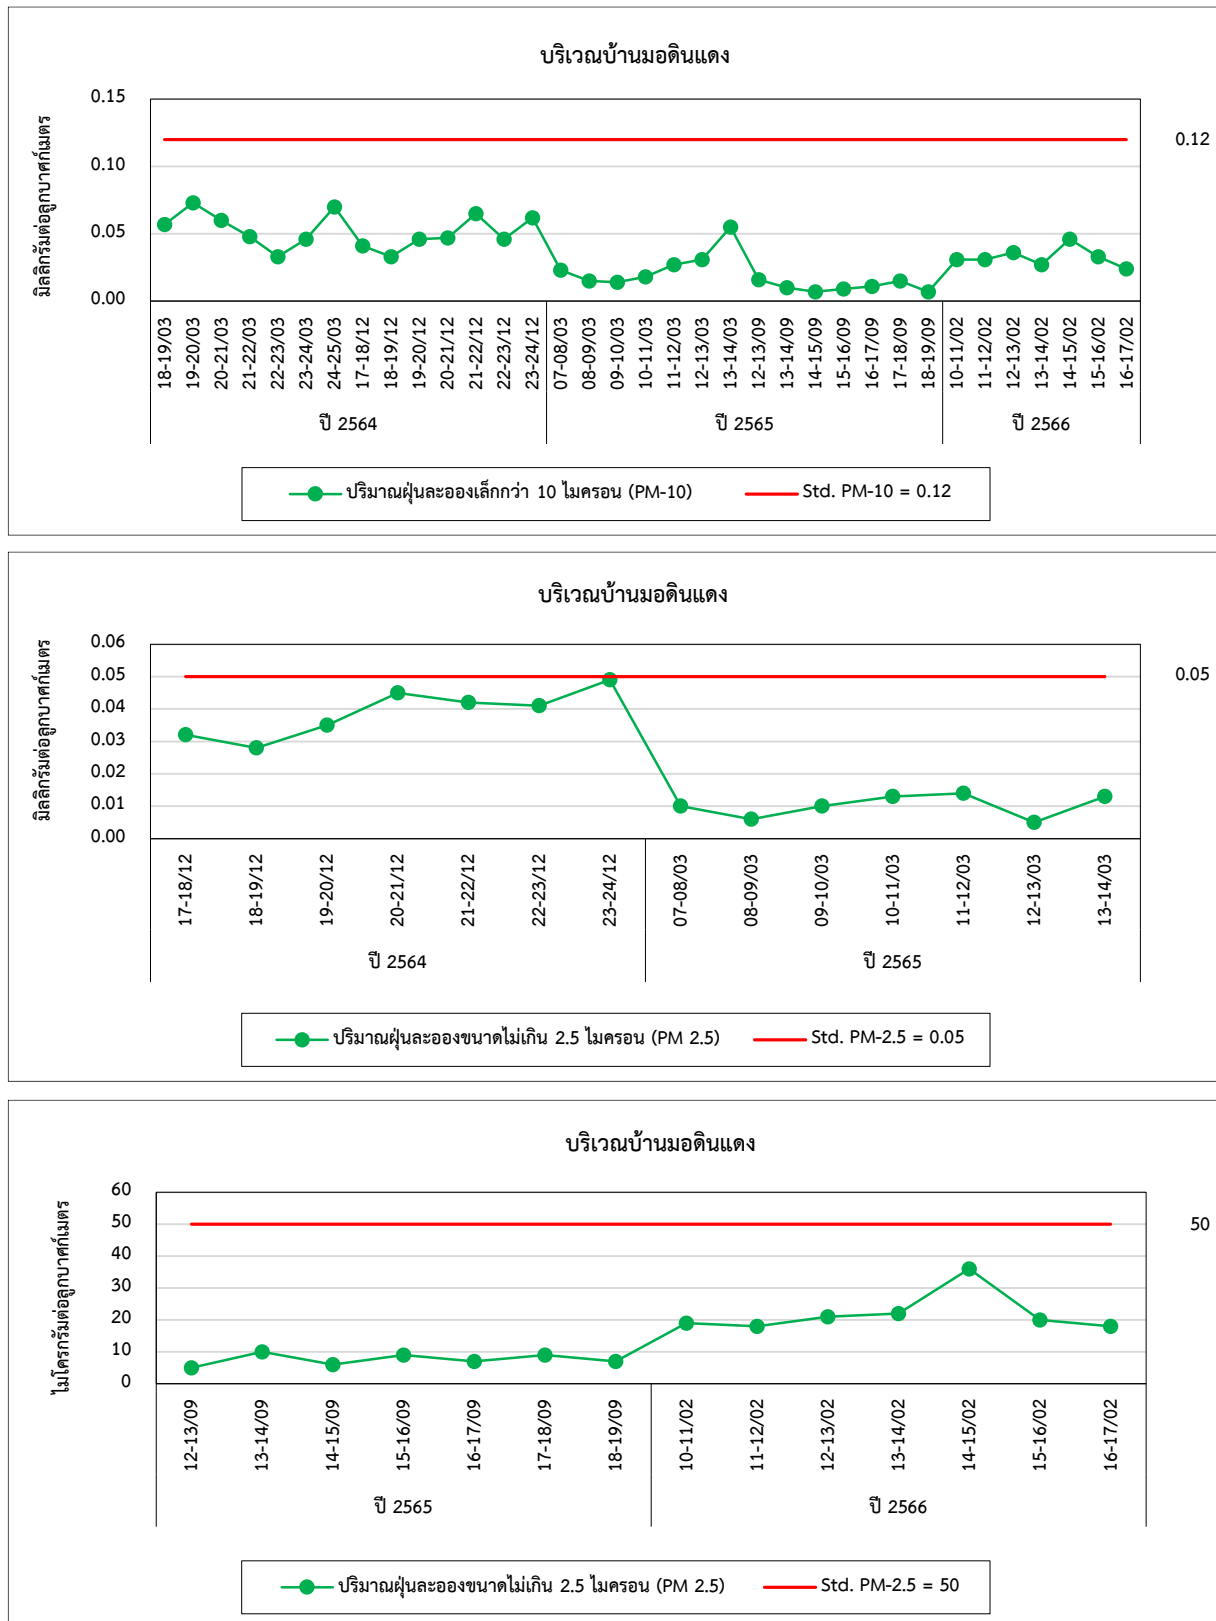 บริเวณบ้านมอดินแดง
มิลลิกรัมต่อลูกบาศก์เมตร
0.15
0.10
0.05
0.00
0.12
18-19/03 19-20/03 20-21/03 21-22/03 22-23/03 23-24/03 24-25/03 17-18/12 18-19/12 19-20/12 20-21/12 21-22/12 22-23/12 23-24/12 07-08/03 08-09/03 09-10/03 10-11/03 11-12/03 12-13/03 13-14/03 12-13/09 13-14/09 14-15/09 15-16/09 16-17/09 17-18/09 18-19/09 10-11/02 11-12/02 12-13/02 13-14/02 14-15/02 15-16/02 16-17/02
ปี 2564 ปี 2565 ปี 2566
ปริมาณฝุ่นละอองเล็กกว่า 10 ไมครอน (PM-10) Std. PM-10 = 0.12
บริเวณบ้านมอดินแดง
มิลลิกรัมต่อลูกบาศก์เมตร
0.06
0.05
0.04
0.03
0.02
0.01
0.00
0.05
17-18/12 18-19/12 19-20/12 20-21/12 21-22/12 22-23/12 23-24/12 07-08/03 08-09/03 09-10/03 10-11/03 11-12/03 12-13/03 13-14/03
ปี 2564 ปี 2565
ปริมาณฝุ่นละอองขนาดไม่เกิน 2.5 ไมครอน (PM 2.5) Std. PM-2.5 = 0.05
บริเวณบ้านมอดินแดง
ไมโครกรัมต่อลูกบาศก์เมตร
60
50
40
30
20
10
0
50
12-13/09 13-14/09 14-15/09 15-16/09 16-17/09 17-18/09 18-19/09 10-11/02 11-12/02 12-13/02 13-14/02 14-15/02 15-16/02 16-17/02
ปี 2565 ปี 2566
ปริมาณฝุ่นละอองขนาดไม่เกิน 2.5 ไมครอน (PM 2.5) Std. PM-2.5 = 50